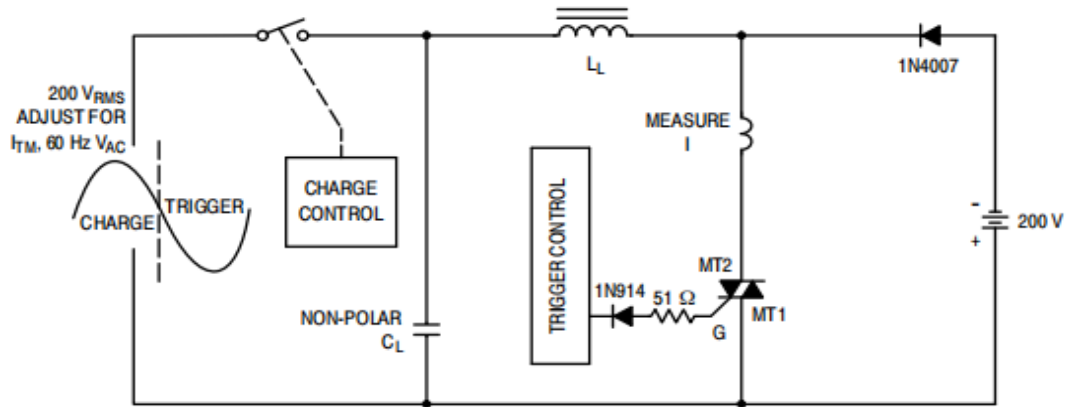 200 V_RMS
ADJUST FOR
I_TM, 60 Hz V_AC
CHARGE
TRIGGER
CHARGE
CONTROL
NON-POLAR
C_L
L_L
TRIGGER CONTROL
1N914
51 Ω
MEASURE
I
MT2
MT1
G
1N4007
-
+
200 V